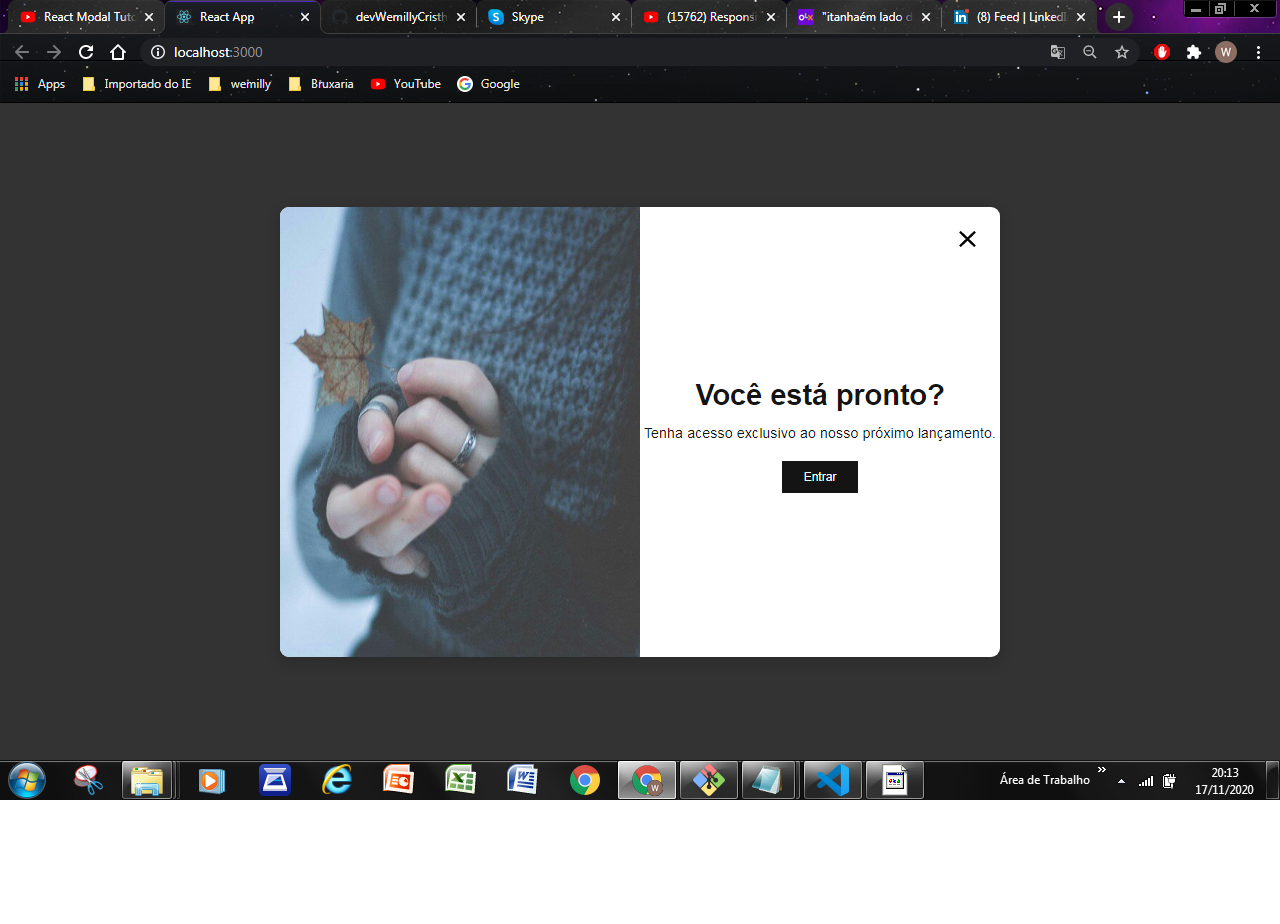 React Modal Tuto
React App
devWemillyCristh
Skype
(15762) Responsi
"itanhaém lado d
(8) Feed | LinkedI
localhost:3000
W
Apps
Importado do IE
wemilly
Bruxaria
YouTube
Google
Você está pronto?
Tenha acesso exclusivo ao nosso próximo lançamento.
Entrar
Área de Trabalho
20:13
17/11/2020